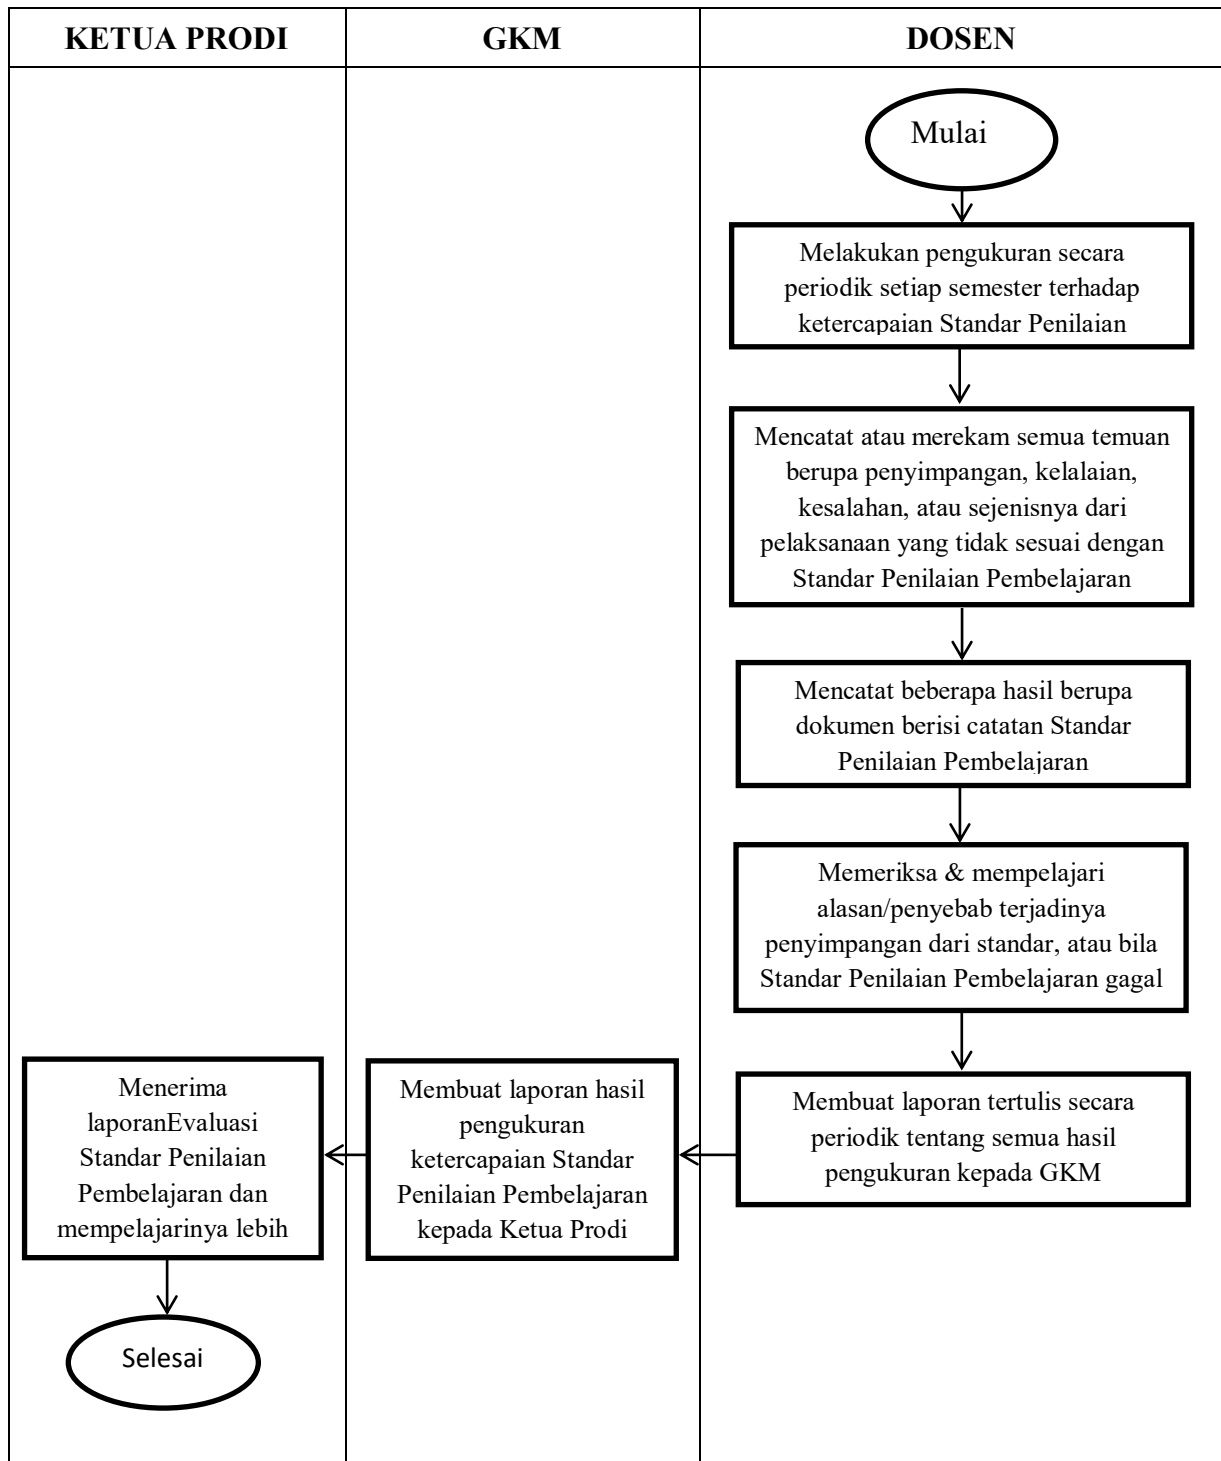 KETUA PRODI
GKM
DOSEN
Mulai
Melakukan pengukuran secara
periodik setiap semester terhadap
ketercapaian Standar Penilaian
Mencatat atau merekam semua temuan
berupa penyimpangan, kelalaian,
kesalahan, atau sejenisnya dari
pelaksanaan yang tidak sesuai dengan
Standar Penilaian Pembelajaran
Mencatat beberapa hasil berupa
dokumen berisi catatan Standar
Penilaian Pembelajaran
Memeriksa & mempelajari
alasan/penyebab terjadinya
penyimpangan dari standar, atau bila
Standar Penilaian Pembelajaran gagal
Membuat laporan tertulis secara
periodik tentang semua hasil
pengukuran kepada GKM
Membuat laporan hasil
pengukuran
ketercapaian Standar
Penilaian Pembelajaran
kepada Ketua Prodi
Menerima
laporanEvaluasi
Standar Penilaian
Pembelajaran dan
mempelajarinya lebih
Selesai